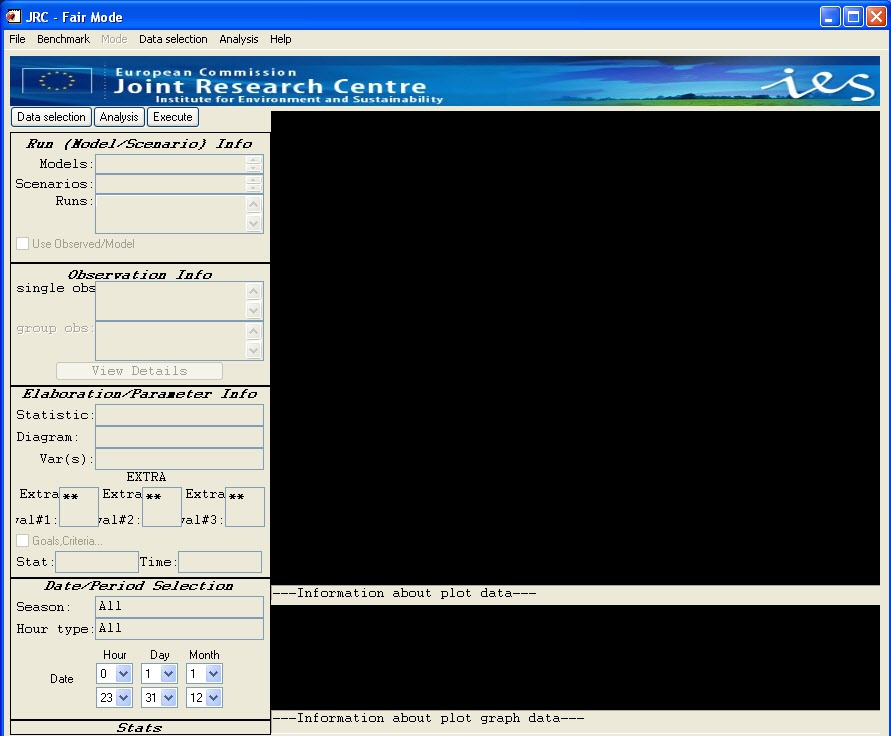 JRC - Fair Mode
File Benchmark Mode Data selection Analysis Help
European Commission
Joint Research Centre
Institute for Environment and Sustainability
ies
Data selection Analysis Execute
Run (Model/Scenario) Info
Models:
Scenarios:
Runs:
Use Observed/Model
Observation Info
single obs
group obs:
View Details
Elaboration/Parameter Info
Statistic:
Diagram:
Var(s):
EXTRA
Extra ** Extra ** Extra **
val#1: val#2: val#3:
Goals,Criteria...
Stat: Time:
Date/Period Selection
Season: All
Hour type: All
Hour Day Month
Date
0 1 1
23 31 12
Stats
---Information about plot data---
---Information about plot graph data---